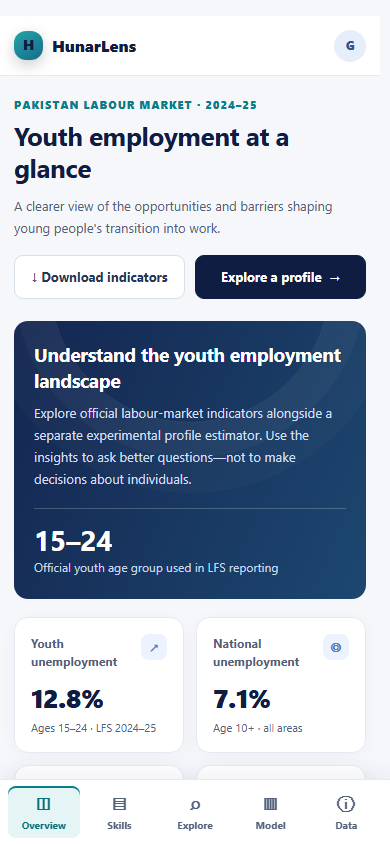 H HunarLens G
PAKISTAN LABOUR MARKET · 2024–25
Youth employment at a
glance
A clearer view of the opportunities and barriers shaping
young people's transition into work.
↓ Download indicators Explore a profile →
Understand the youth employment
landscape
Explore official labour-market indicators alongside a
separate experimental profile estimator. Use the
insights to ask better questions—not to make
decisions about individuals.
15–24
Official youth age group used in LFS reporting
Youth National
unemployment ↗ unemployment
12.8% 7.1%
Ages 15–24 · LFS 2024–25 Age 10+ · all areas
Overview Skills Explore Model Data